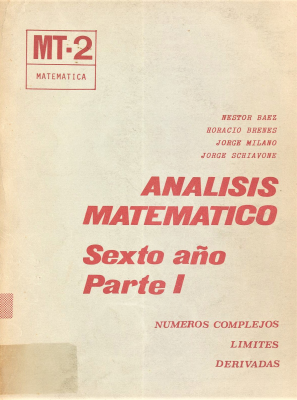 MT-2
MATEMATICA
NESTOR BAEZ
HORACIO BRENES
JORGE MILANO
JORGE SCHIAVONE
ANALISIS
MATEMATICO
Sexto año
Parte I
NUMEROS COMPLEJOS
LIMITES
DERIVADAS